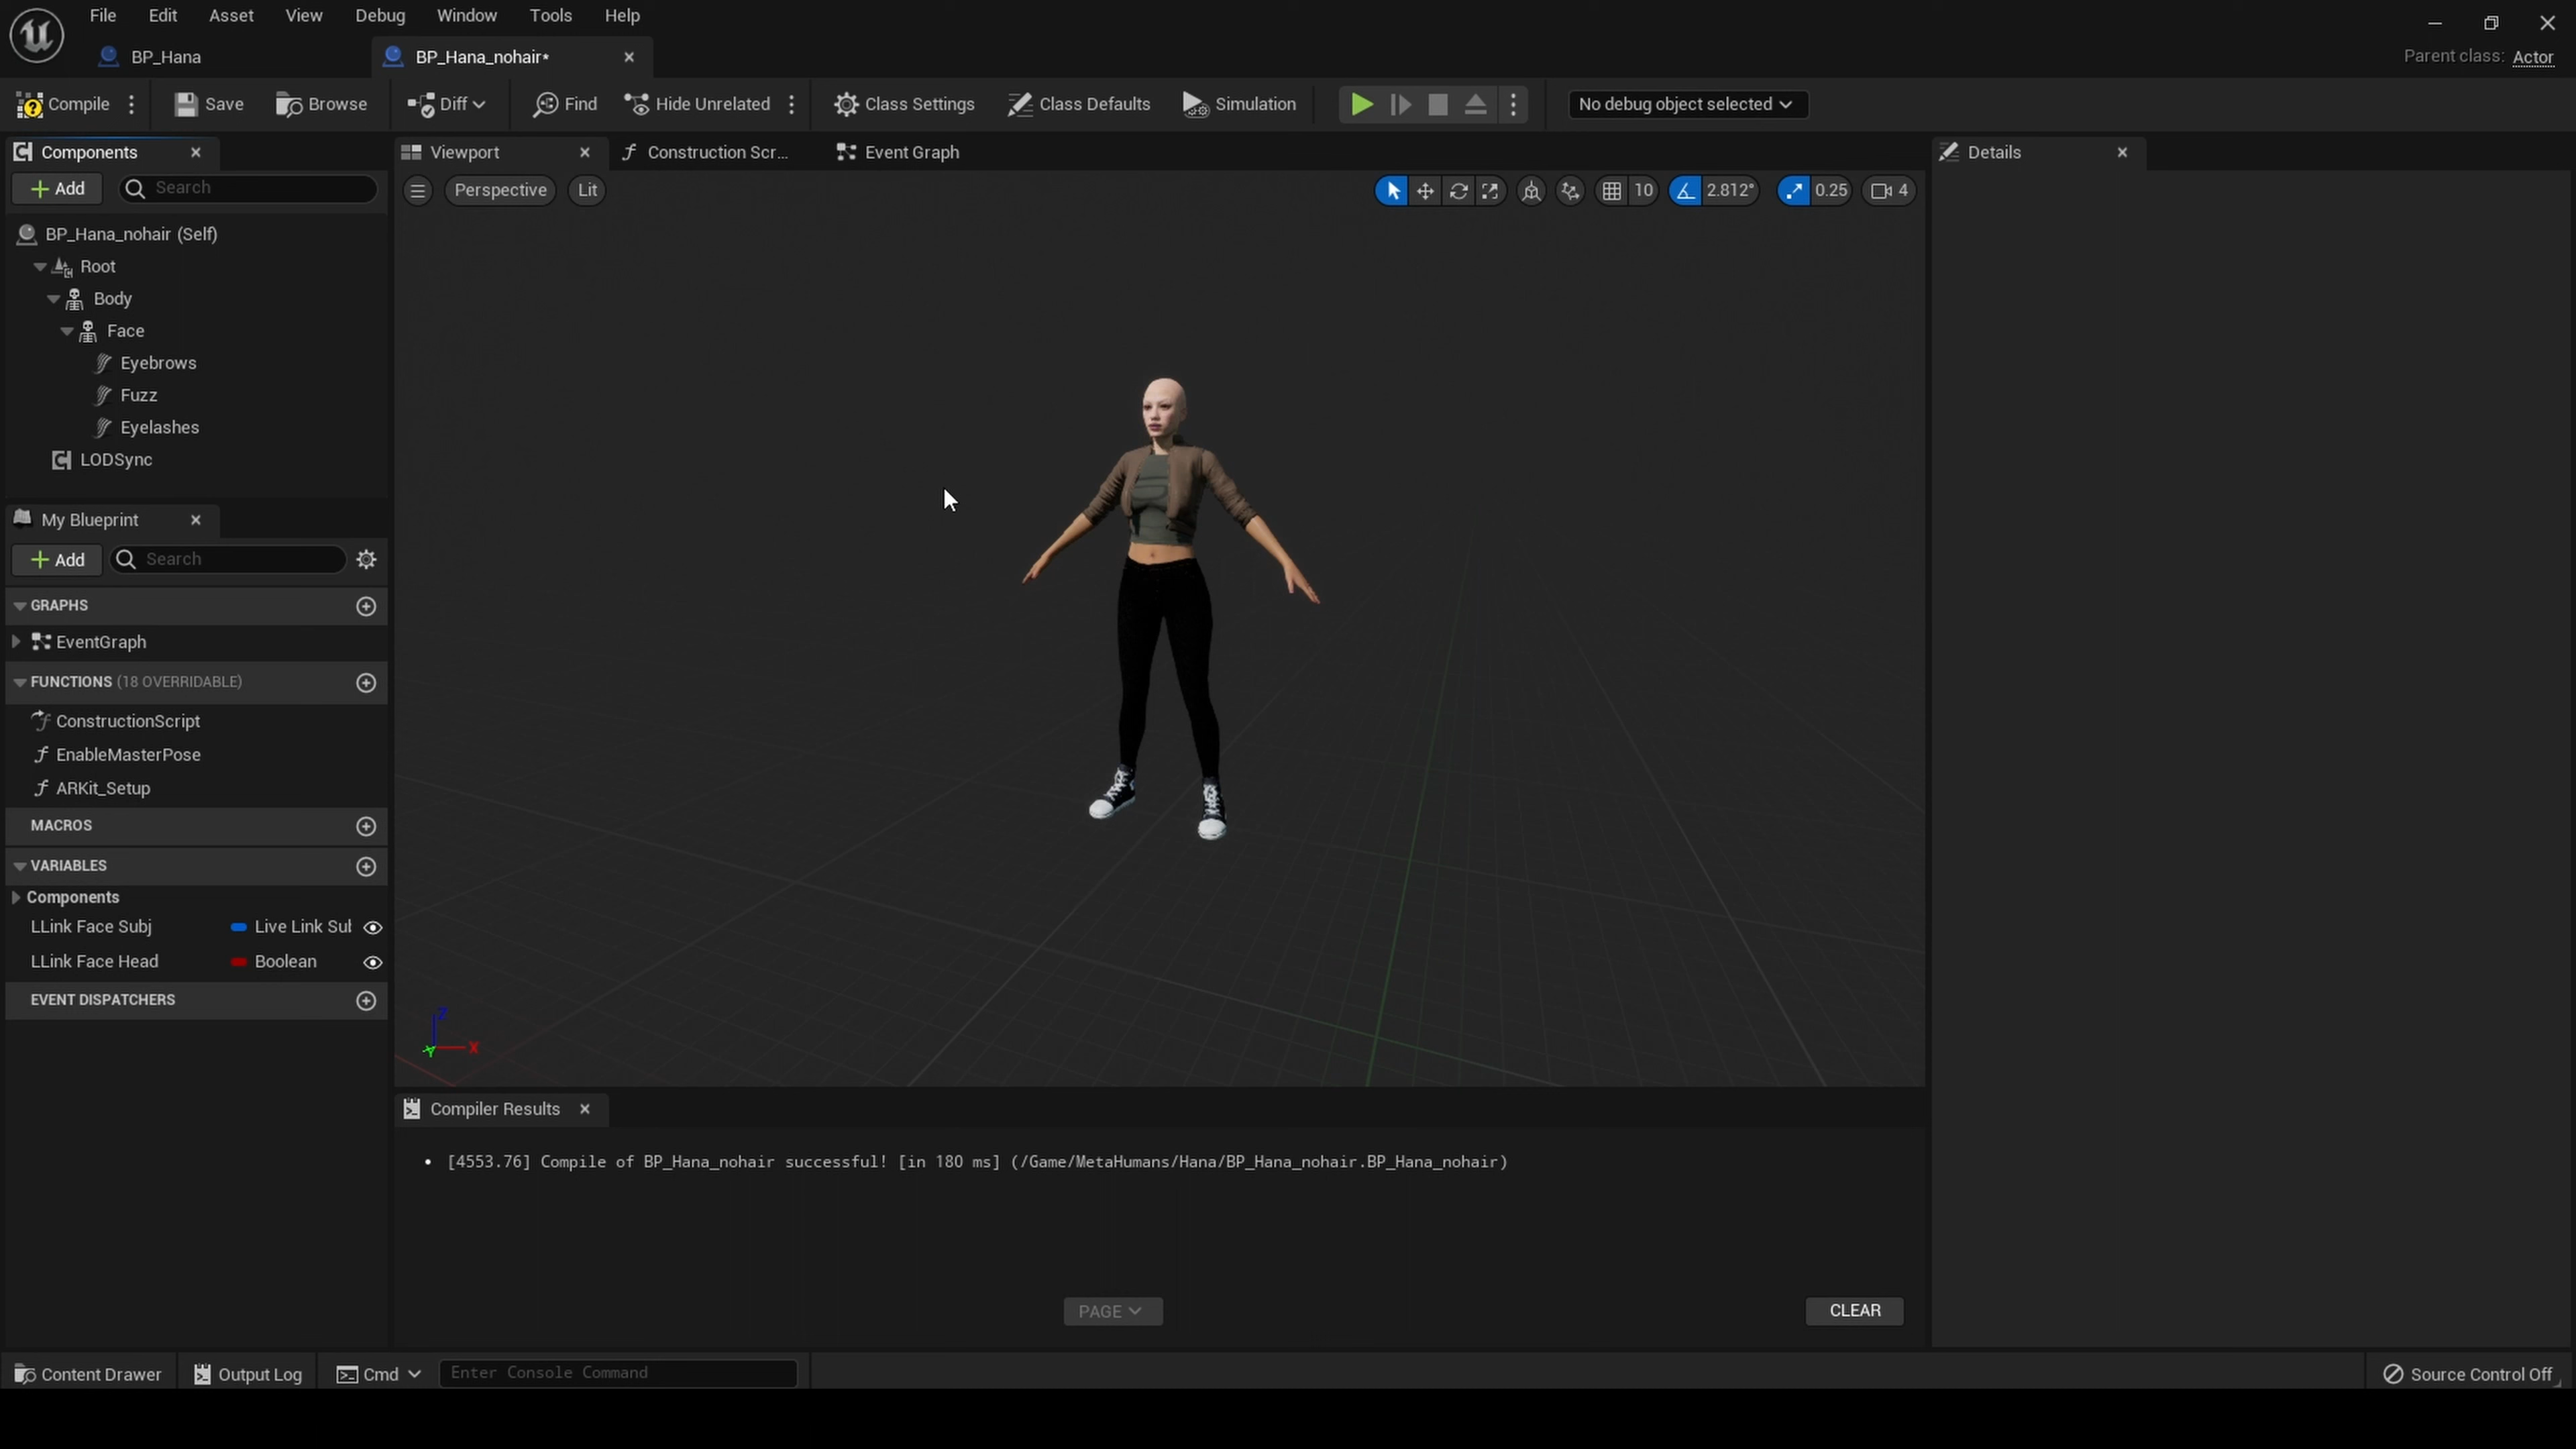 File Edit Asset View Debug Window Tools Help
BP_Hana BP_Hana_nohair* Parent class: Actor
Compile Save Browse Diff Find Hide Unrelated Class Settings Class Defaults Simulation No debug object selected
Components Viewport Construction Scr... Event Graph Details
Add Search Perspective Lit 10 2.812° 0.25 4
BP_Hana_nohair (Self)
Root
Body
Face
Eyebrows
Fuzz
Eyelashes
LODSync
My Blueprint
Add Search
GRAPHS
EventGraph
FUNCTIONS (18 OVERRIDABLE)
ConstructionScript
EnableMasterPose
ARKit_Setup
MACROS
VARIABLES
Components
LLink Face Subj Live Link Sub
LLink Face Head Boolean
EVENT DISPATCHERS
Z
Y X
Compiler Results
• [4553.76] Compile of BP_Hana_nohair successful! [in 180 ms] (/Game/MetaHumans/Hana/BP_Hana_nohair.BP_Hana_nohair)
PAGE CLEAR
Content Drawer Output Log Cmd Enter Console Command Source Control Off